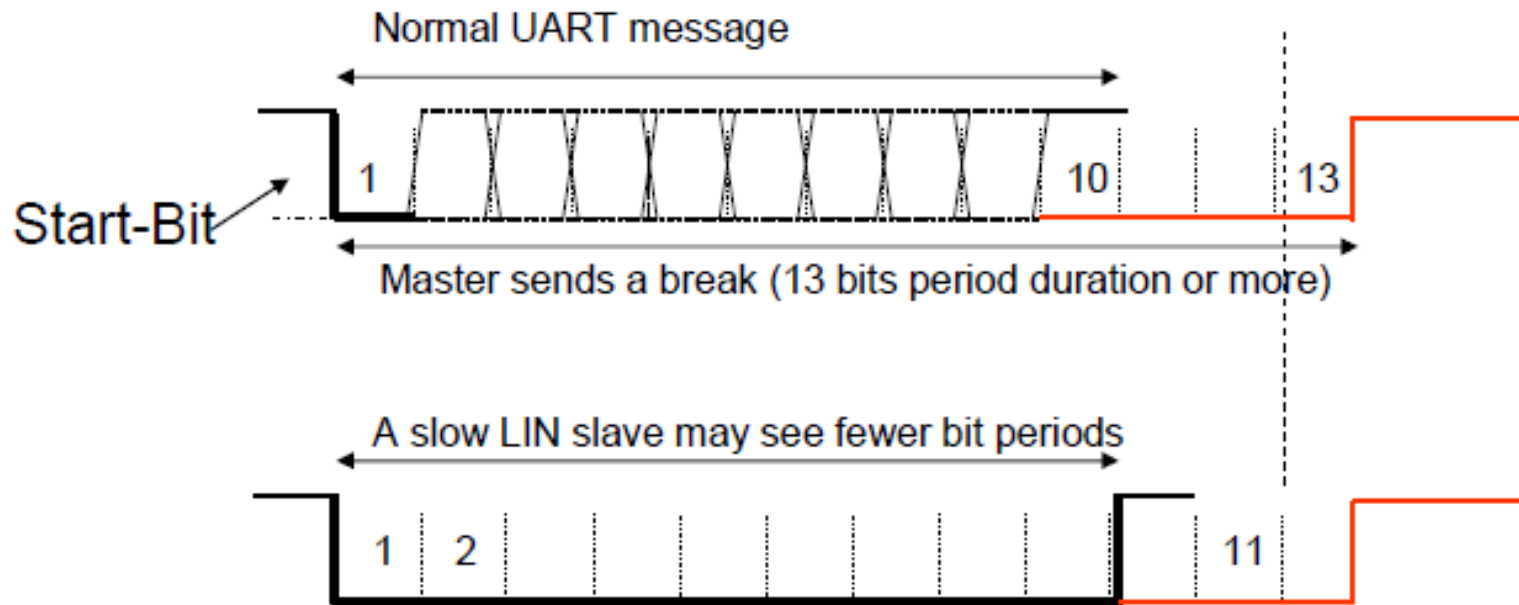 Normal UART message
1
10
13
Start-Bit
Master sends a break (13 bits period duration or more)
A slow LIN slave may see fewer bit periods
1
2
11